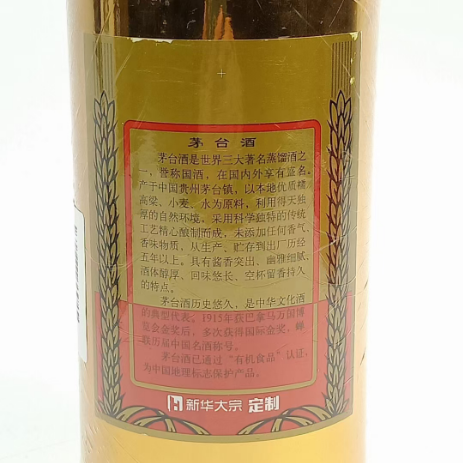 茅台酒
茅台酒是世界三大著名蒸馏酒之
一，誉称国酒，在国内外享有盛名。
产于中国贵州茅台镇，以本地优质糯
高梁、小麦、水为原料，利用得天独
厚的自然环境，采用科学独特的传统
工艺精心酿制而成，未添加任何香气、
香味物质，从生产、贮存到出厂历经
五年以上。具有酱香突出、幽雅细腻、
酒体醇厚、回味悠长、空杯留香持久
的特点。
茅台酒历史悠久，是中华文化酒
的典型代表。1915年获巴拿马万国博
览会金奖后，多次获得国际金奖，蝉
联历届中国名酒称号。
茅台酒已通过“有机食品”认证，
为中国地理标志保护产品。
新华大宗 定制